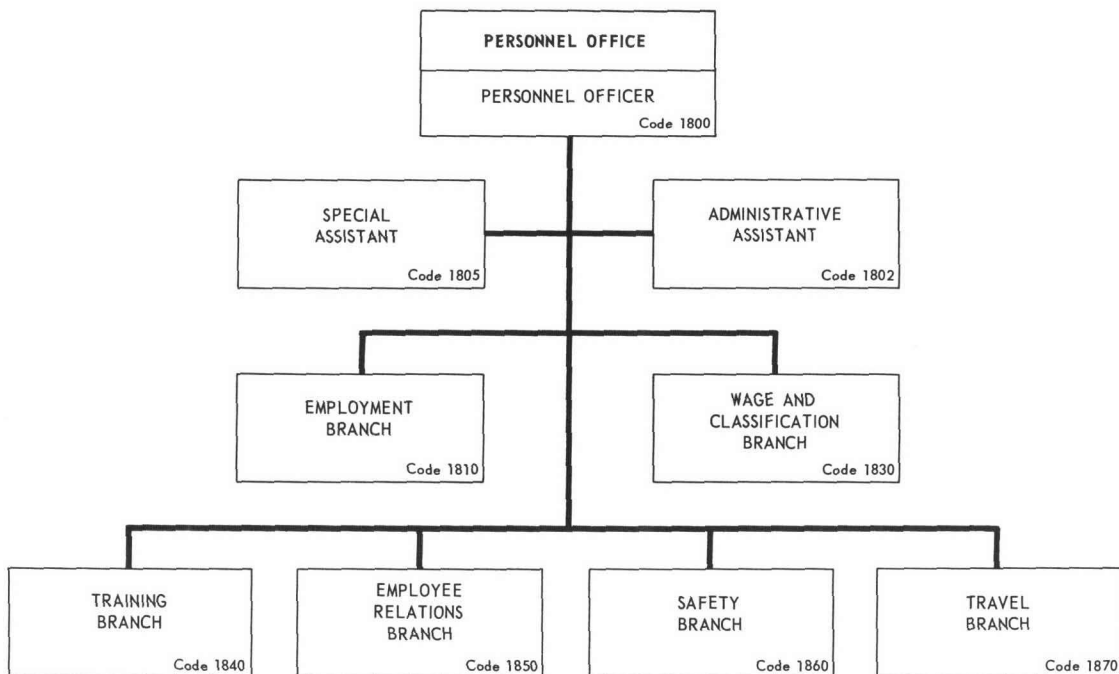 PERSONNEL OFFICE
PERSONNEL OFFICER
Code 1800
SPECIAL
ASSISTANT
Code 1805
ADMINISTRATIVE
ASSISTANT
Code 1802
EMPLOYMENT
BRANCH
Code 1810
WAGE AND
CLASSIFICATION
BRANCH
Code 1830
TRAINING
BRANCH
Code 1840
EMPLOYEE
RELATIONS
BRANCH
Code 1850
SAFETY
BRANCH
Code 1860
TRAVEL
BRANCH
Code 1870